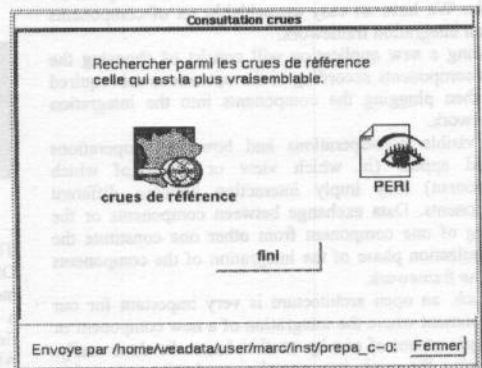 Consultation crues
Rechercher parmi les crues de référence
celle qui est la plus vraisemblable.
crues de référence
PERI
fini
Envoye par /home/weadata/user/marc/inst/prepa_c-0:
Fermer